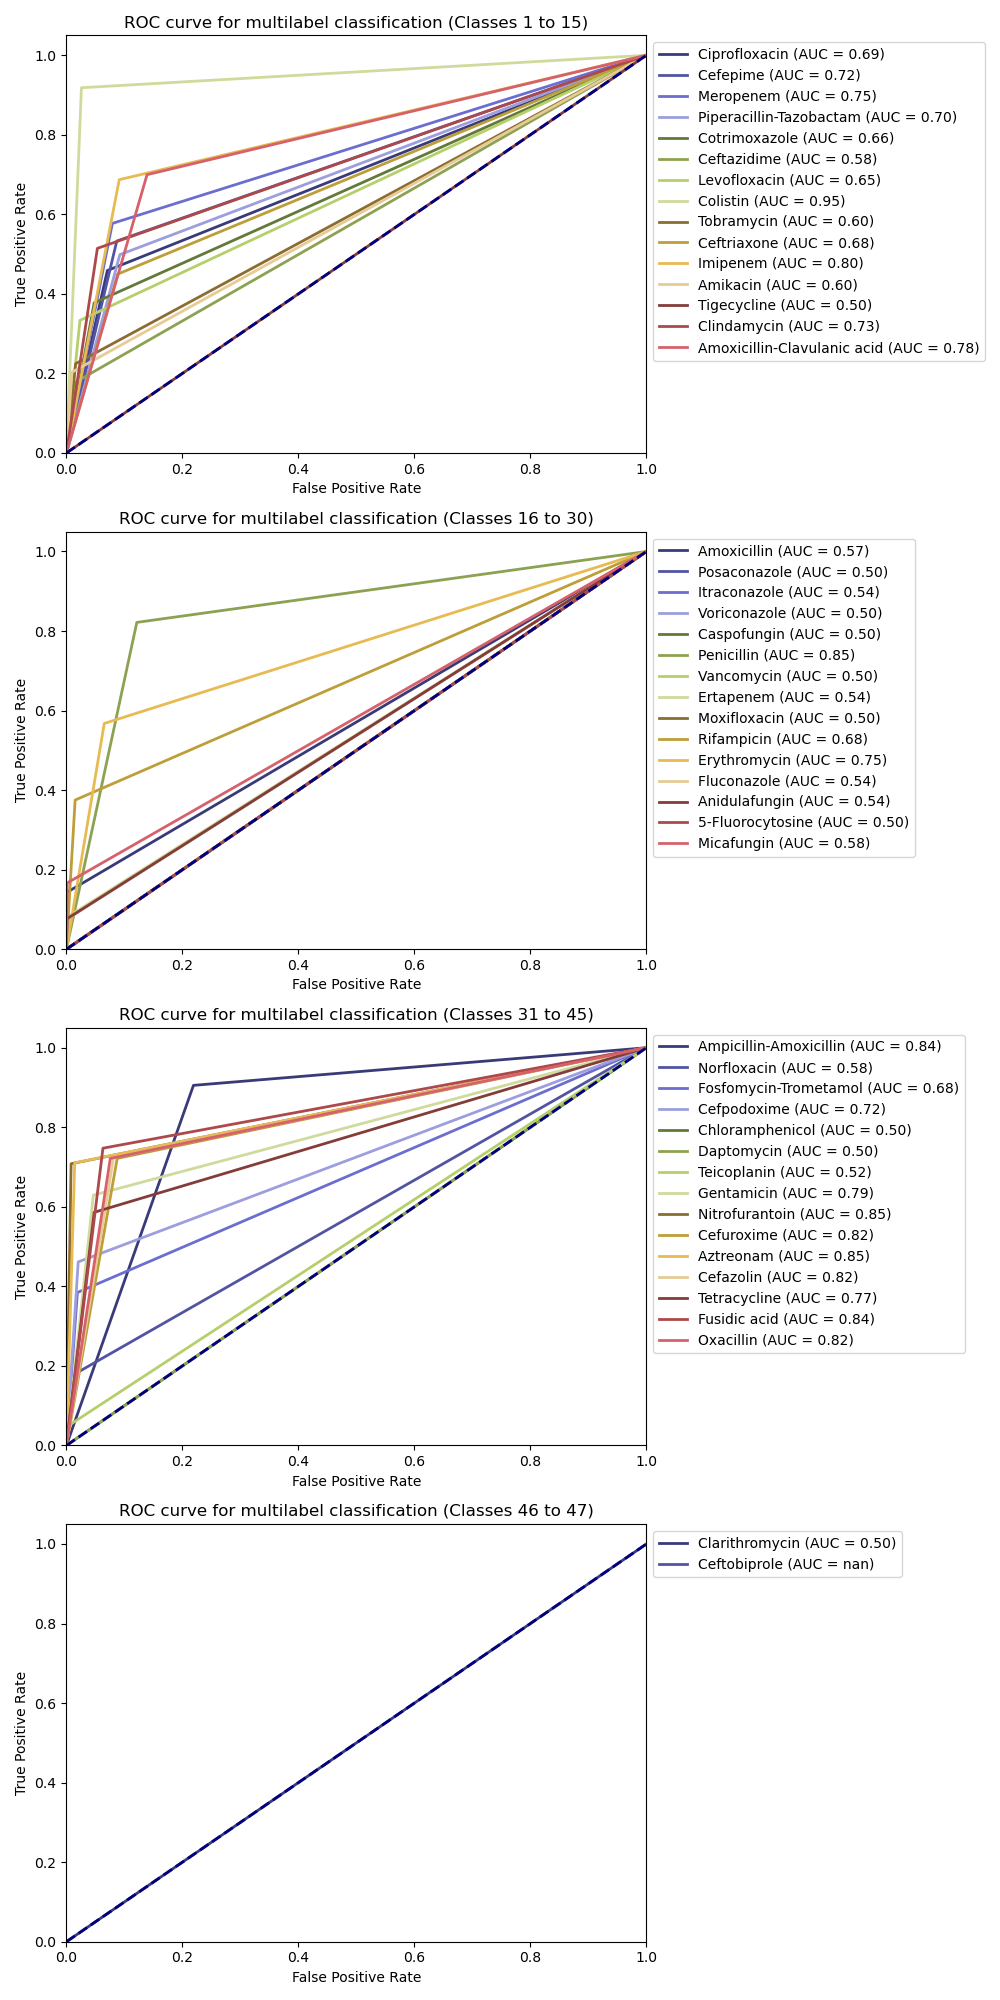 ROC curve for multilabel classification (Classes 1 to 15)
1.0
0.8
0.6
0.4
0.2
0.0
True Positive Rate
0.0 0.2 0.4 0.6 0.8 1.0
False Positive Rate
Ciprofloxacin (AUC = 0.69)
Cefepime (AUC = 0.72)
Meropenem (AUC = 0.75)
Piperacillin-Tazobactam (AUC = 0.70)
Cotrimoxazole (AUC = 0.66)
Ceftazidime (AUC = 0.58)
Levofloxacin (AUC = 0.65)
Colistin (AUC = 0.95)
Tobramycin (AUC = 0.60)
Ceftriaxone (AUC = 0.68)
Imipenem (AUC = 0.80)
Amikacin (AUC = 0.60)
Tigecycline (AUC = 0.50)
Clindamycin (AUC = 0.73)
Amoxicillin-Clavulanic acid (AUC = 0.78)
ROC curve for multilabel classification (Classes 16 to 30)
1.0
0.8
0.6
0.4
0.2
0.0
True Positive Rate
0.0 0.2 0.4 0.6 0.8 1.0
False Positive Rate
Amoxicillin (AUC = 0.57)
Posaconazole (AUC = 0.50)
Itraconazole (AUC = 0.54)
Voriconazole (AUC = 0.50)
Caspofungin (AUC = 0.50)
Penicillin (AUC = 0.85)
Vancomycin (AUC = 0.50)
Ertapenem (AUC = 0.54)
Moxifloxacin (AUC = 0.50)
Rifampicin (AUC = 0.68)
Erythromycin (AUC = 0.75)
Fluconazole (AUC = 0.54)
Anidulafungin (AUC = 0.54)
5-Fluorocytosine (AUC = 0.50)
Micafungin (AUC = 0.58)
ROC curve for multilabel classification (Classes 31 to 45)
1.0
0.8
0.6
0.4
0.2
0.0
True Positive Rate
0.0 0.2 0.4 0.6 0.8 1.0
False Positive Rate
Ampicillin-Amoxicillin (AUC = 0.84)
Norfloxacin (AUC = 0.58)
Fosfomycin-Trometamol (AUC = 0.68)
Cefpodoxime (AUC = 0.72)
Chloramphenicol (AUC = 0.50)
Daptomycin (AUC = 0.50)
Teicoplanin (AUC = 0.52)
Gentamicin (AUC = 0.79)
Nitrofurantoin (AUC = 0.85)
Cefuroxime (AUC = 0.82)
Aztreonam (AUC = 0.85)
Cefazolin (AUC = 0.82)
Tetracycline (AUC = 0.77)
Fusidic acid (AUC = 0.84)
Oxacillin (AUC = 0.82)
ROC curve for multilabel classification (Classes 46 to 47)
1.0
0.8
0.6
0.4
0.2
0.0
True Positive Rate
0.0 0.2 0.4 0.6 0.8 1.0
False Positive Rate
Clarithromycin (AUC = 0.50)
Ceftobiprole (AUC = nan)